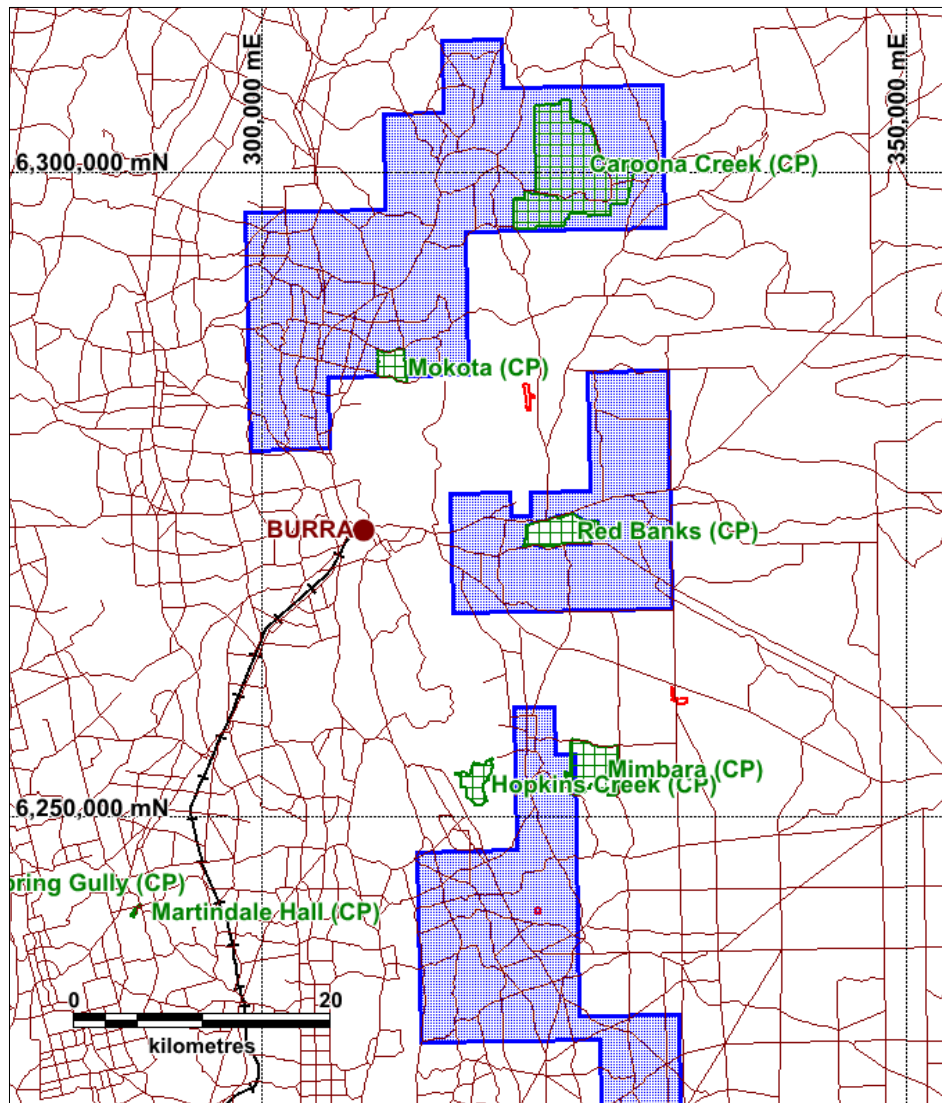 300,000 mE
350,000 mE
6,300,000 mN
Caroona Creek (CP)
Mokota (CP)
BURRA
Red Banks (CP)
Mimbara (CP)
Hopkins Creek (CP)
6,250,000 mN
pring Gully (CP)
Martindale Hall (CP)
0 20
kilometres